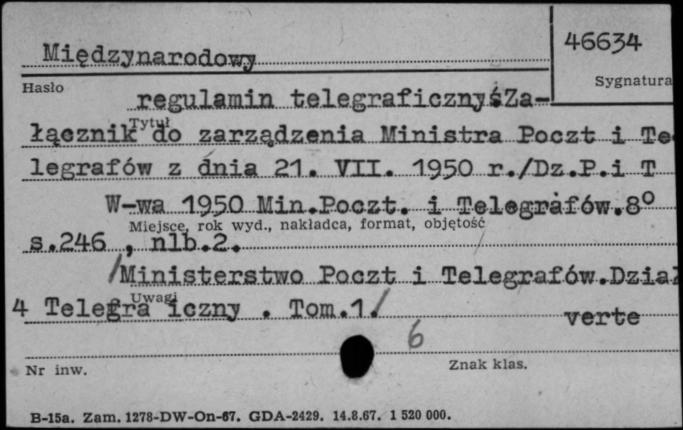 Międzynarodowy
46634
Hasło
Sygnatura
regulamin telegraficzny Za-
Tytuł
łącznik do zarządzenia Ministra Poczt i Te
legrafów z dnia 21. VII. 1950 r./Dz.P.i T
W-wa 1950 Min.Poczt. i Telegrafów.8°
Miejsce, rok wyd., nakładca, format, objętość
s.246 , nlb.2.
/Ministerstwo Poczt i Telegrafów.Dział
Uwagi
4 Telegra iczny . Tom.1/
verte
6
Nr inw.
Znak klas.
B-15a. Zam. 1278-DW-On-67. GDA-2429. 14.8.67. 1 520 000.